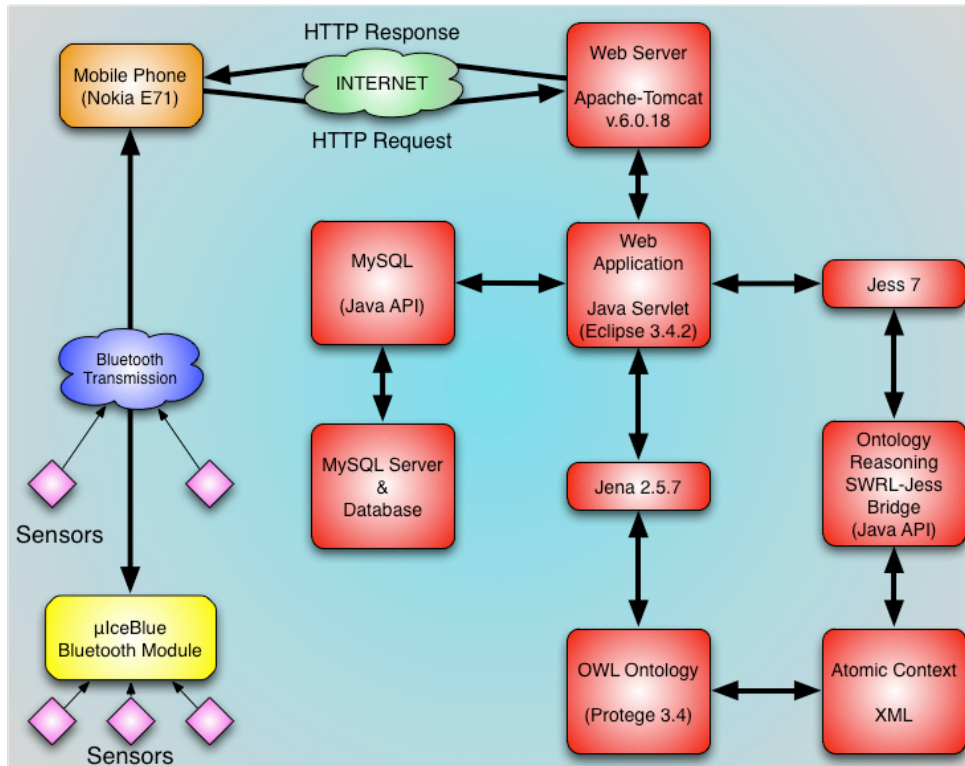 HTTP Response
Mobile Phone
(Nokia E71)
INTERNET
HTTP Request
Web Server
Apache-Tomcat
v.6.0.18
MySQL
(Java API)
Web
Application
Java Servlet
(Eclipse 3.4.2)
Jess 7
Bluetooth
Transmission
MySQL Server
&
Database
Jena 2.5.7
Ontology
Reasoning
SWRL-Jess
Bridge
(Java API)
Sensors
µIceBlue
Bluetooth Module
OWL Ontology
(Protege 3.4)
Atomic Context
XML
Sensors